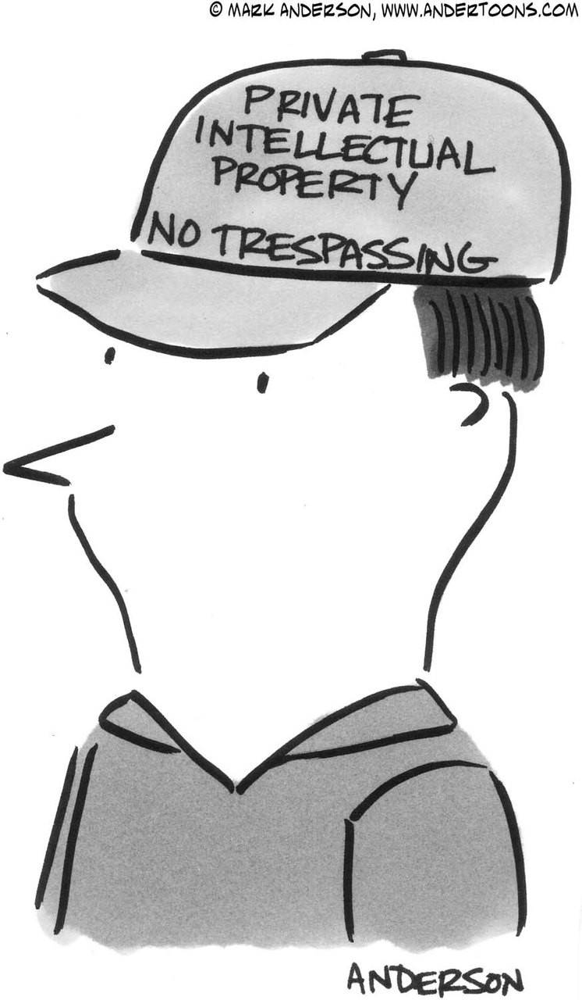 © MARK ANDERSON, WWW.ANDERTOONS.COM
PRIVATE
INTELLECTUAL
PROPERTY
NO TRESPASSING
ANDERSON